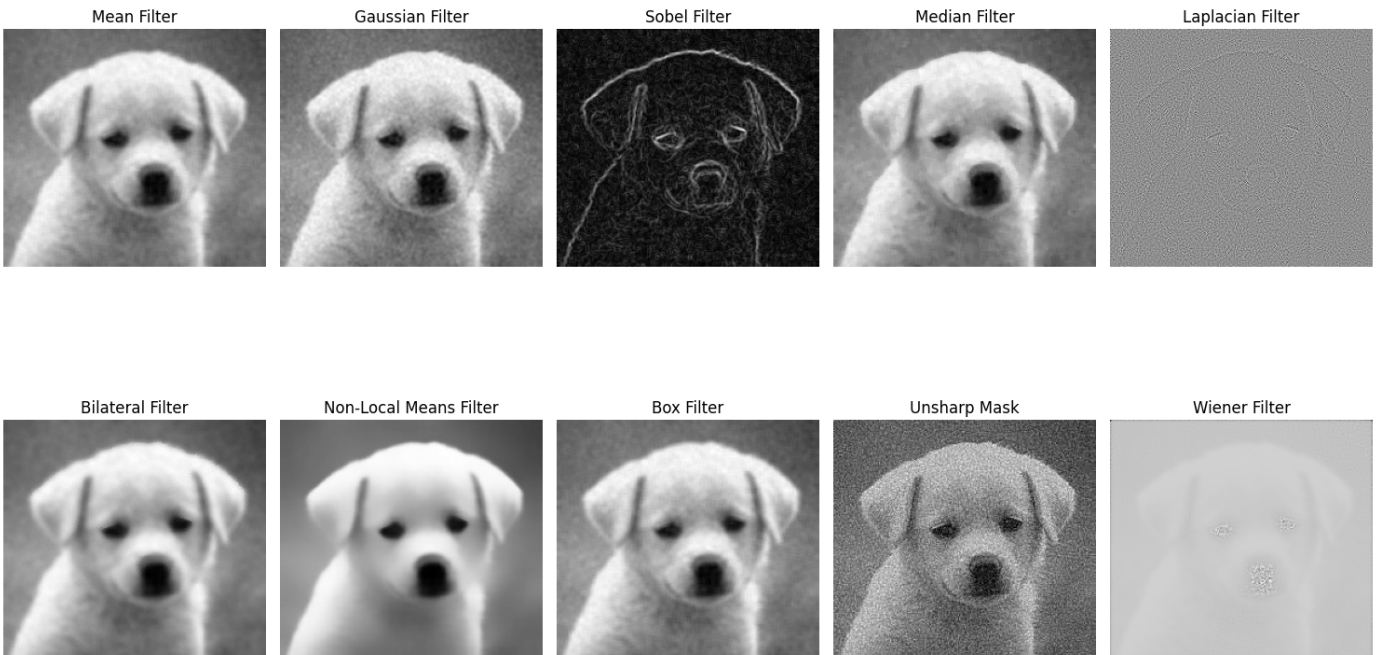 Mean Filter
Gaussian Filter
Sobel Filter
Median Filter
Laplacian Filter
Bilateral Filter
Non-Local Means Filter
Box Filter
Unsharp Mask
Wiener Filter